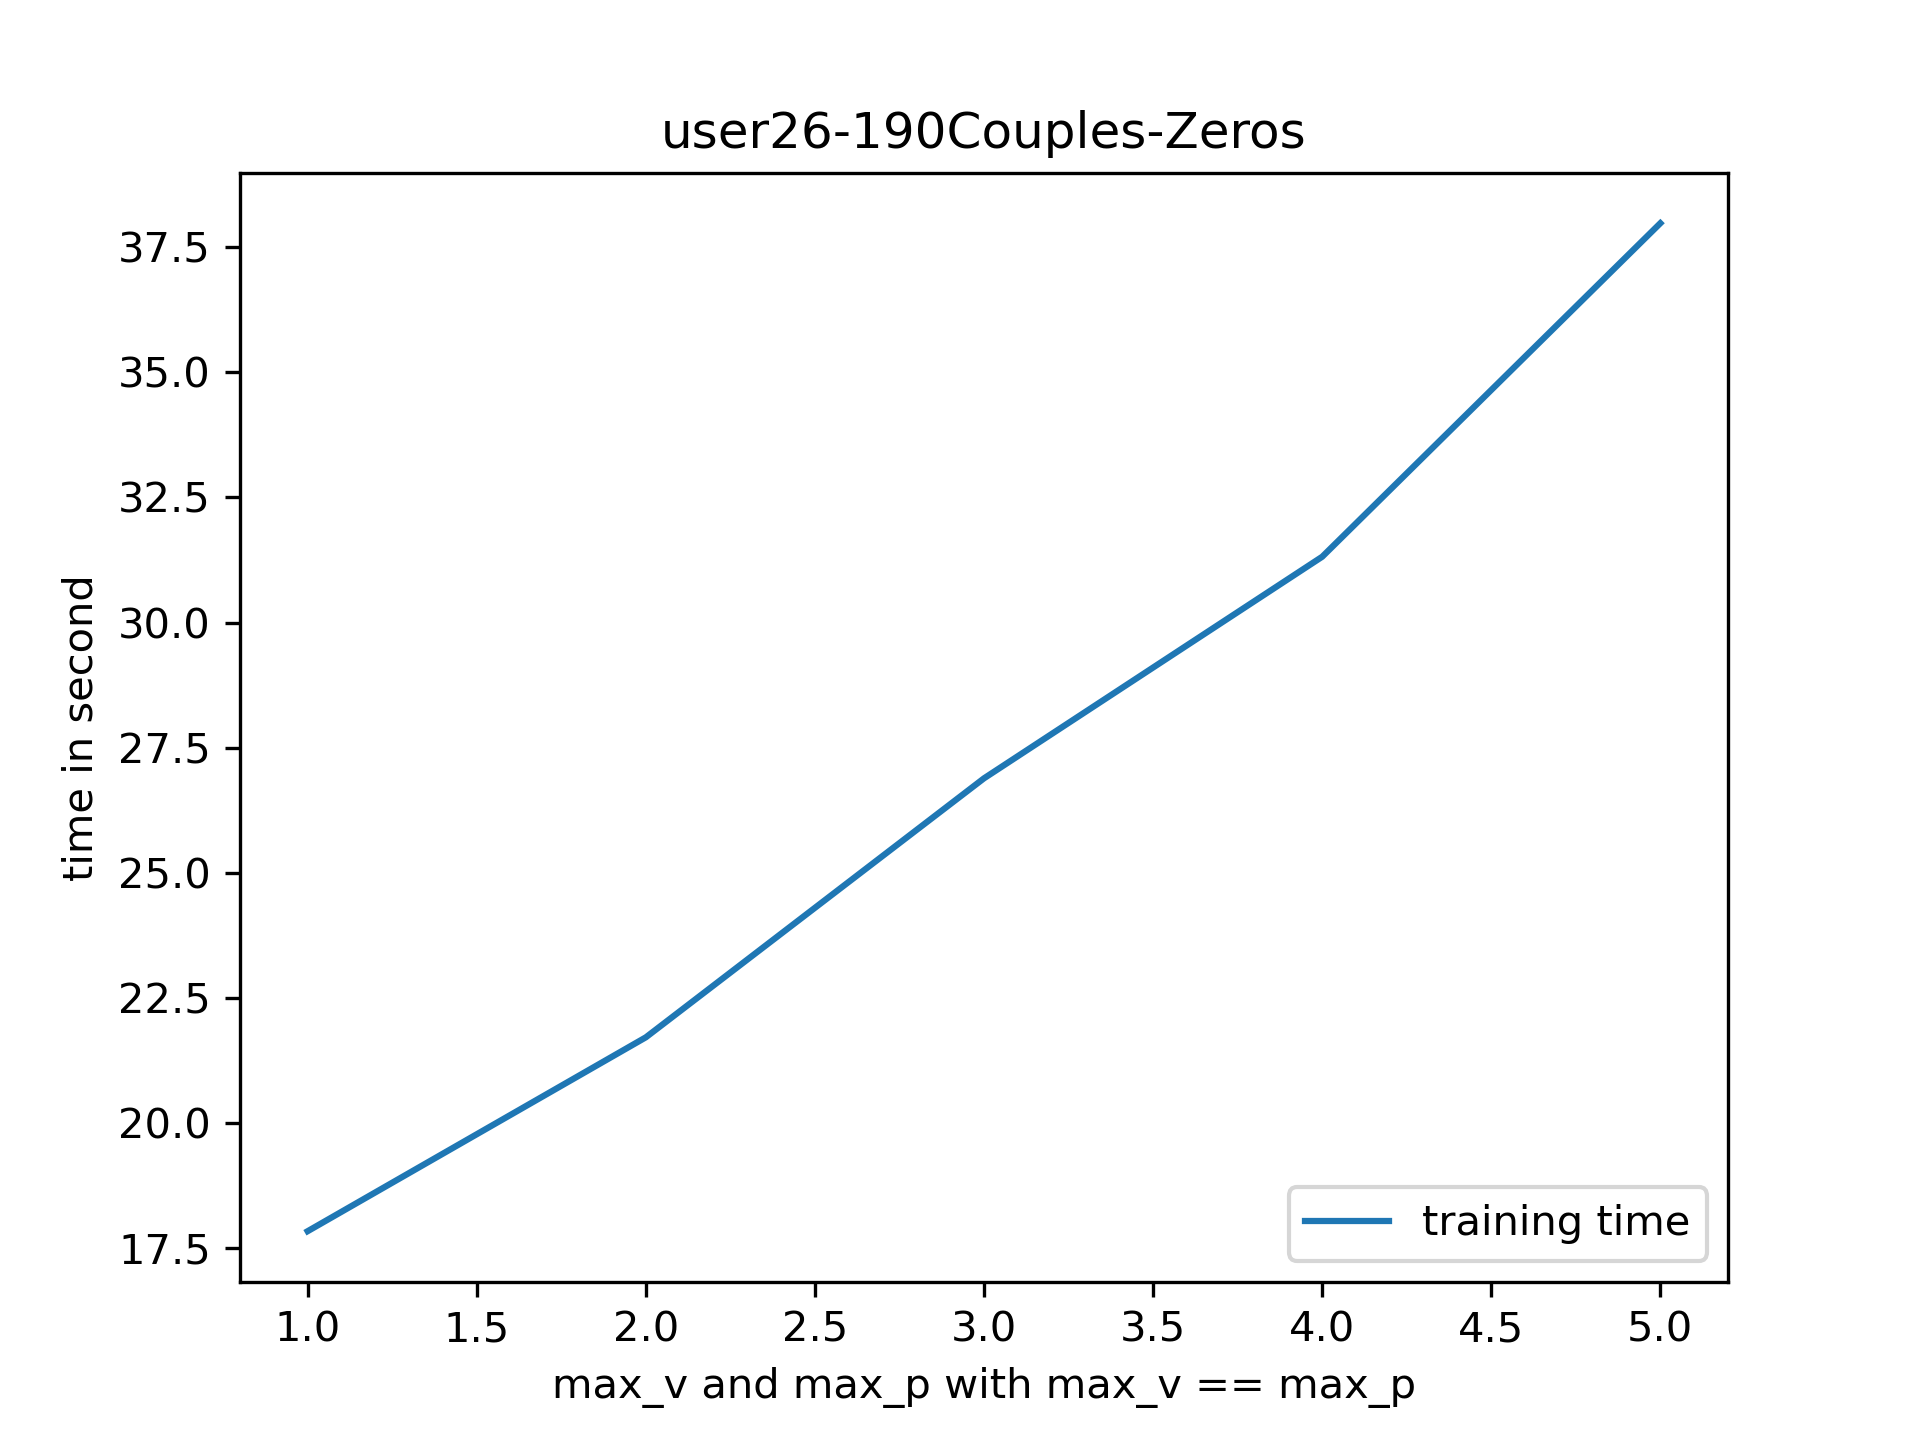 user26-190Couples-Zeros
37.5
35.0
32.5
30.0
27.5
25.0
22.5
20.0
17.5
time in second
training time
1.0 1.5 2.0 2.5 3.0 3.5 4.0 4.5 5.0
max_v and max_p with max_v == max_p